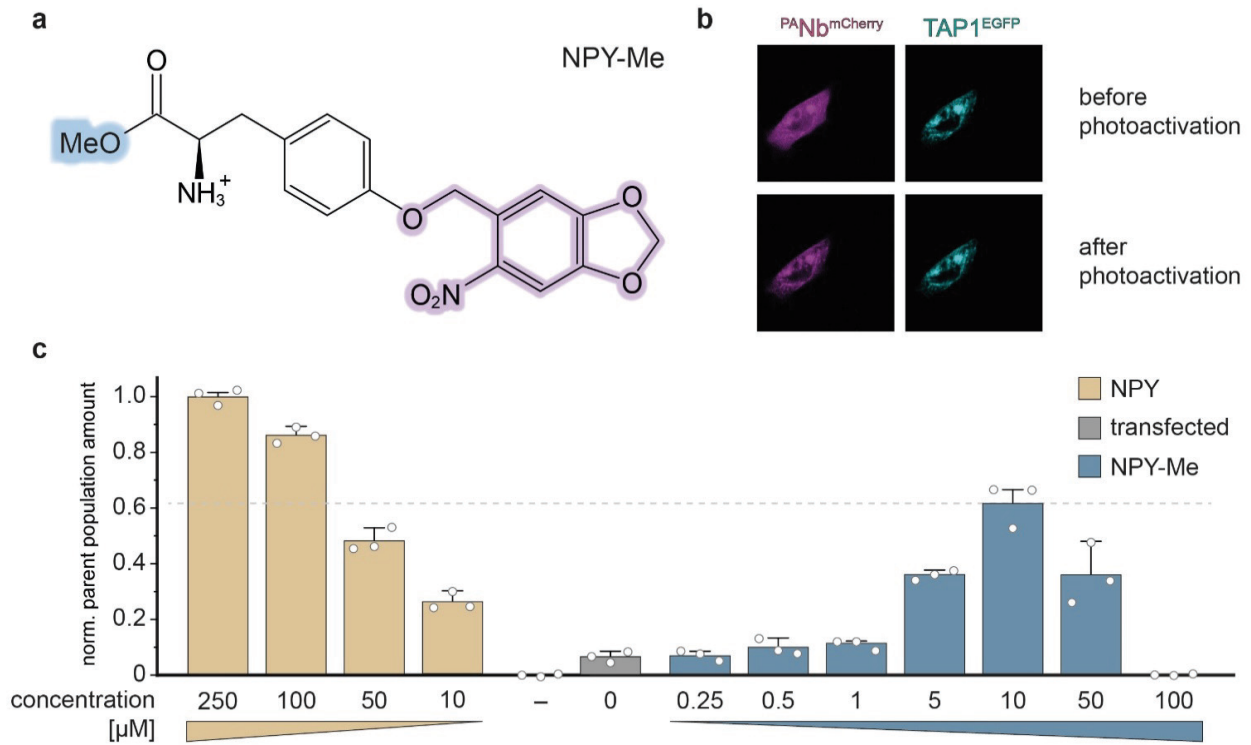 a
NPY-Me
O
MeO
NH₃⁺
O
O
O
O₂N
b
ᴾᴬNbᵐᶜʰᵉʳʳʸ TAP1ᴱᴳFᴾ
before
photoactivation
after
photoactivation
c
norm. parent population amount
1.0
0.8
0.6
0.4
0.2
0
NPY
transfected
NPY-Me
concentration 250 100 50 10 – 0 0.25 0.5 1 5 10 50 100
[µM]